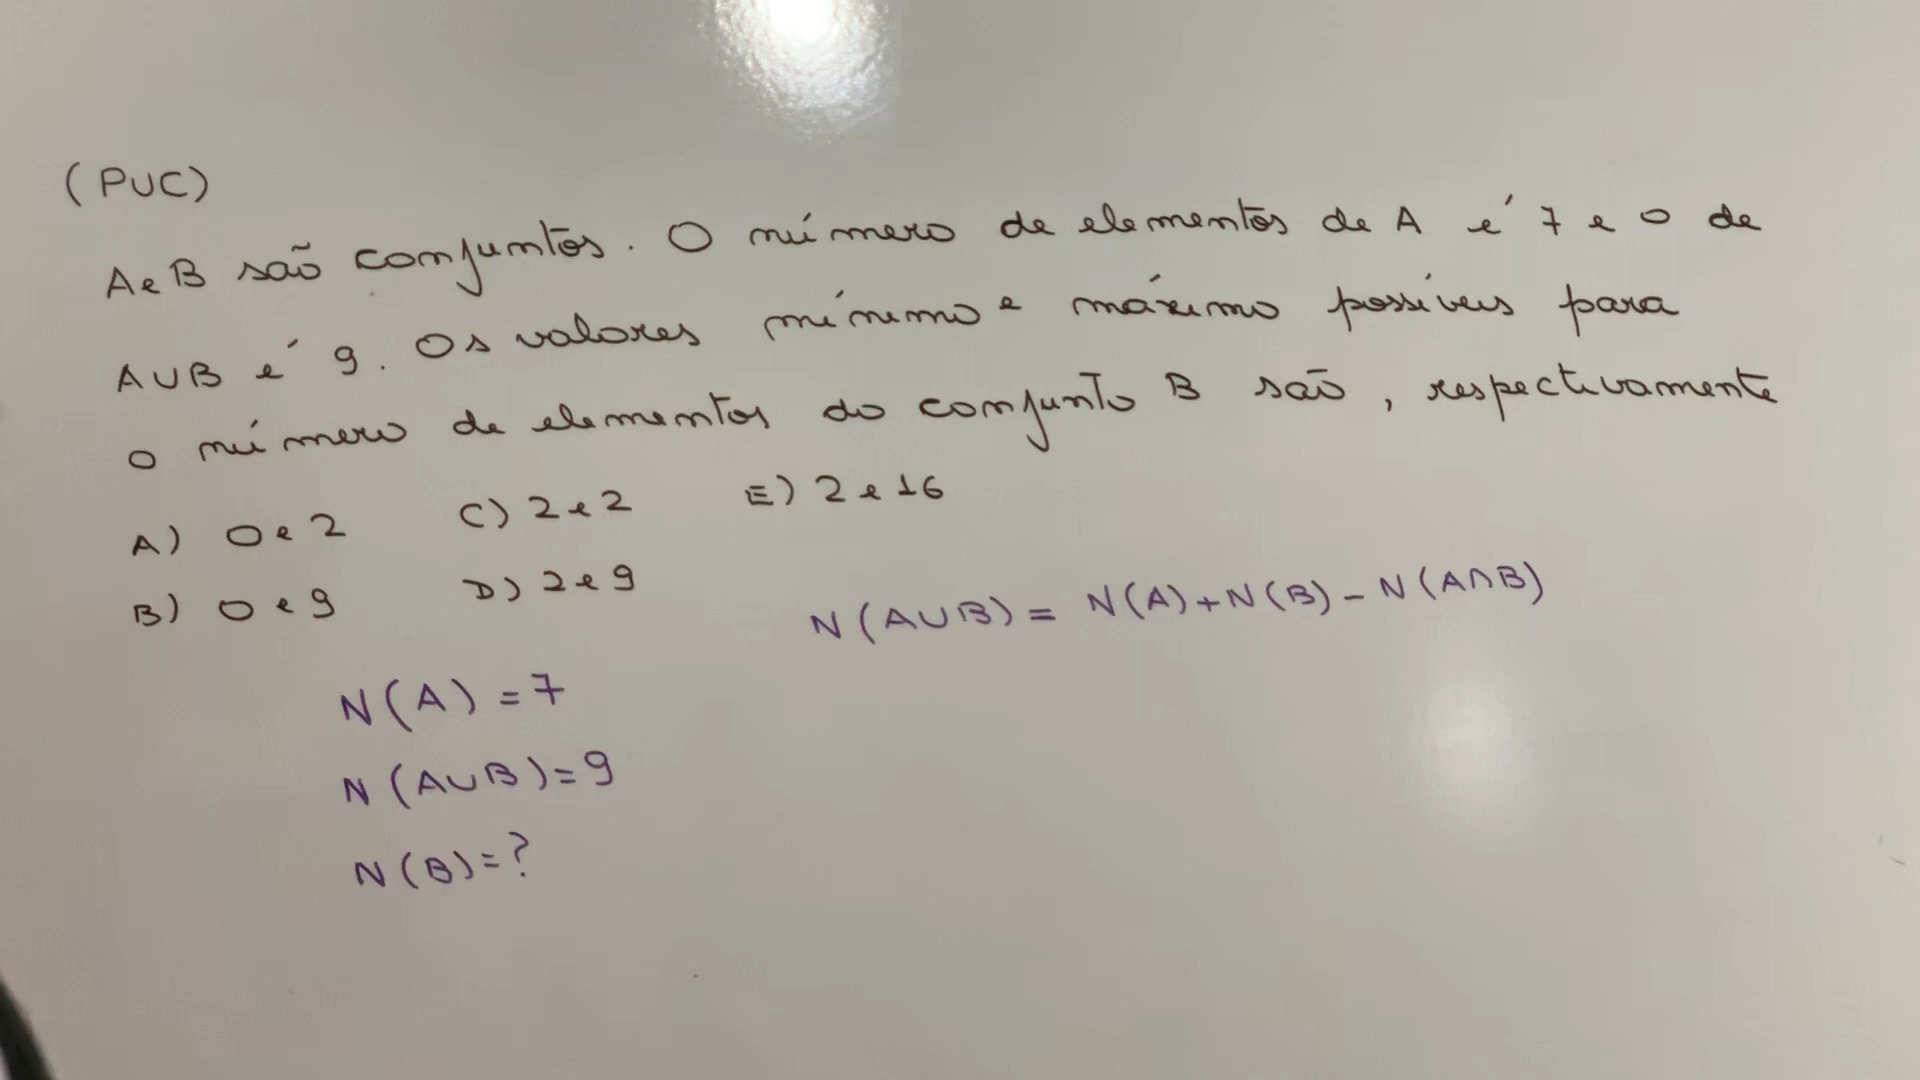 (PUC)
A e B são conjuntos. O número de elementos de A é 7 e o de
A∪B é 9. Os valores mínimo e máximo possíveis para
o número de elementos do conjunto B são, respectivamente
A) 0 e 2 C) 2 e 2 E) 2 e 16
B) 0 e 9 D) 2 e 9
N(A∪B) = N(A)+N(B)-N(A∩B)
N(A)=7
N(A∪B)=9
N(B)=?